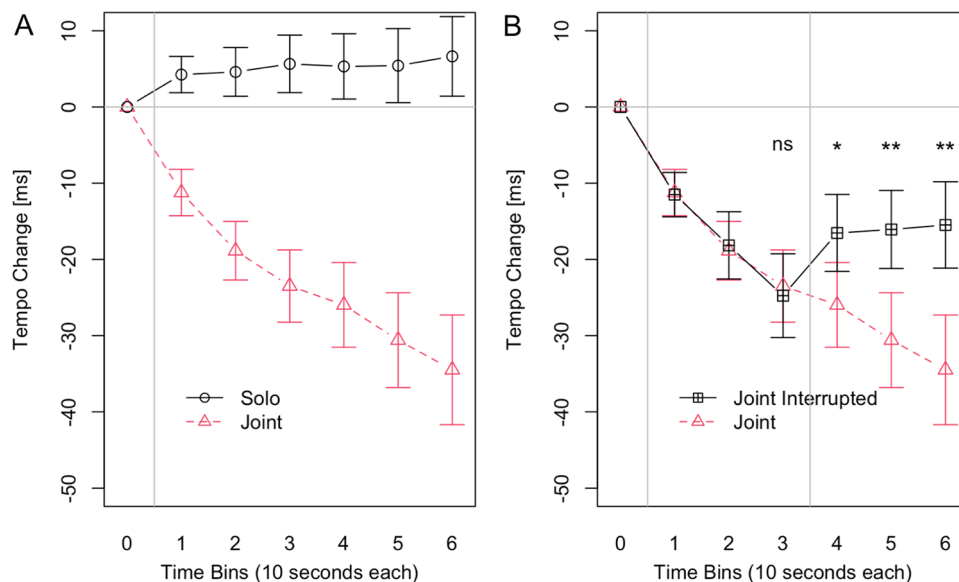 A
Tempo Change [ms]
10
0
-10
-20
-30
-40
-50
Solo
Joint
0 1 2 3 4 5 6
Time Bins (10 seconds each)
B
Tempo Change [ms]
10
0
-10
-20
-30
-40
-50
ns * ** **
Joint Interrupted
Joint
0 1 2 3 4 5 6
Time Bins (10 seconds each)